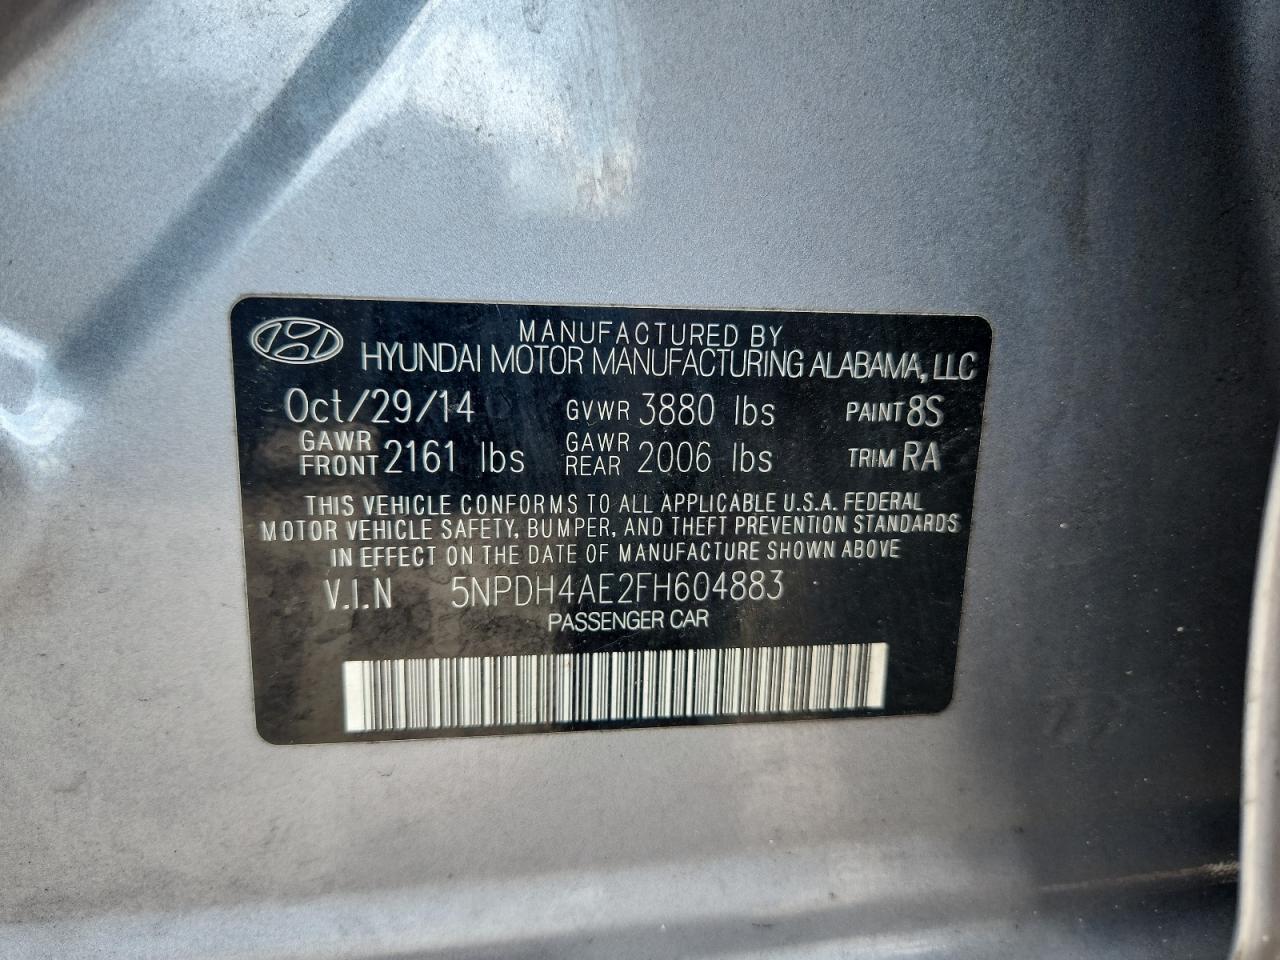 MANUFACTURED BY
HYUNDAI MOTOR MANUFACTURING ALABAMA, LLC
Oct/29/14 GVWR 3880 lbs PAINT 8S
GAWR FRONT 2161 lbs GAWR REAR 2006 lbs TRIM RA
THIS VEHICLE CONFORMS TO ALL APPLICABLE U.S.A. FEDERAL
MOTOR VEHICLE SAFETY, BUMPER, AND THEFT PREVENTION STANDARDS
IN EFFECT ON THE DATE OF MANUFACTURE SHOWN ABOVE
V.I.N 5NPDH4AE2FH604883
PASSENGER CAR